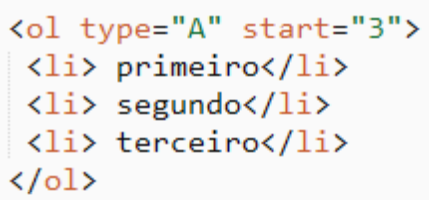 <ol type="A" start="3">
<li> primeiro</li>
<li> segundo</li>
<li> terceiro</li>
</ol>